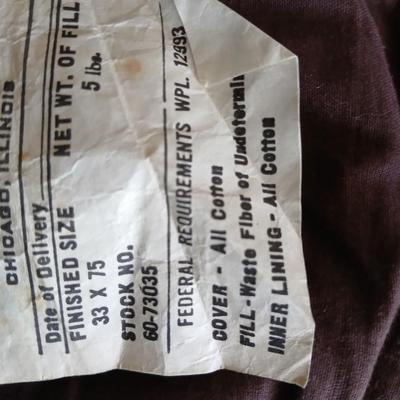 CHICAGO, ILLINOIS
Date of Delivery
FINISHED SIZE NET WT. OF FILL
33 X 75 5 lbs.
STOCK NO.
60-73035
FEDERAL REQUIREMENTS WPL. 12993
COVER - All Cotton
FILL-Waste Fiber of Undetermi
INNER LINING - All Cotton